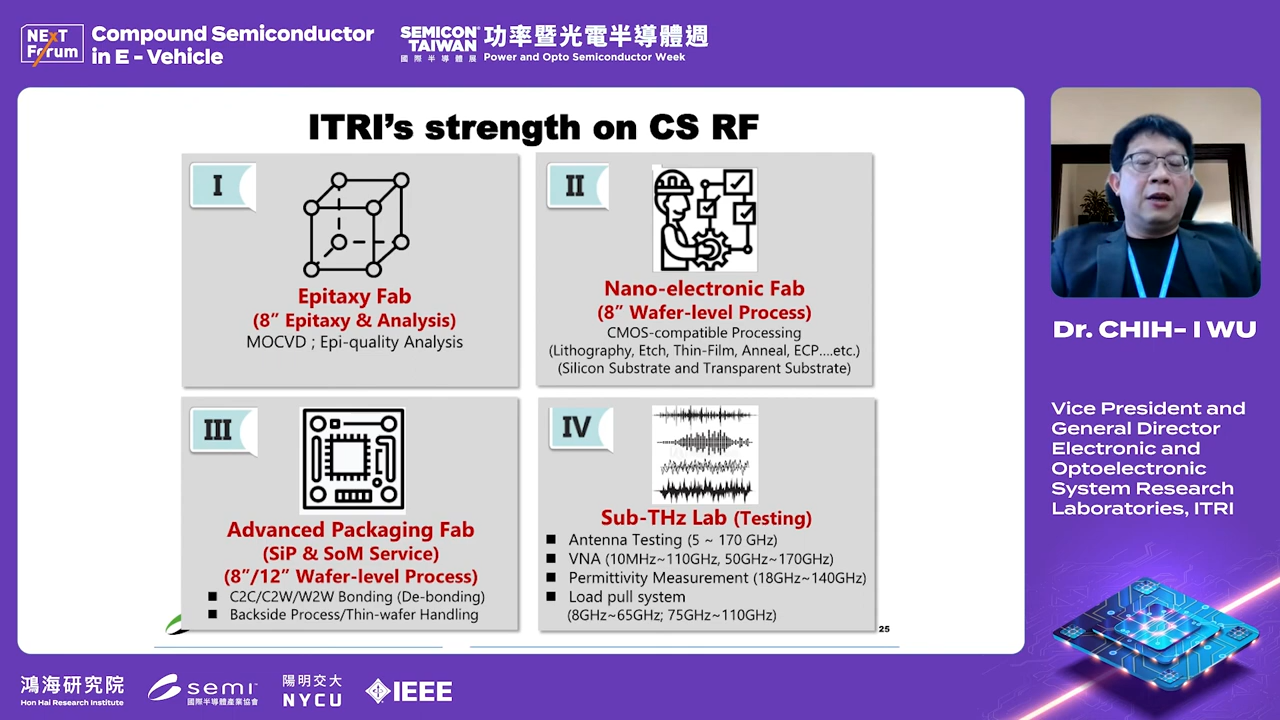 NExT
Forum
Compound Semiconductor
in E - Vehicle
SEMICON®
TAIWAN
國際半導體展
功率暨光電半導體週
Power and Opto Semiconductor Week
ITRI's strength on CS RF
I
Epitaxy Fab
(8” Epitaxy & Analysis)
MOCVD ; Epi-quality Analysis
II
Nano-electronic Fab
(8” Wafer-level Process)
CMOS-compatible Processing
(Lithography, Etch, Thin-Film, Anneal, ECP....etc.)
(Silicon Substrate and Transparent Substrate)
III
Advanced Packaging Fab
(SiP & SoM Service)
(8”/12” Wafer-level Process)
■ C2C/C2W/W2W Bonding (De-bonding)
■ Backside Process/Thin-wafer Handling
IV
Sub-THz Lab (Testing)
■ Antenna Testing (5 ~ 170 GHz)
■ VNA (10MHz~110GHz, 50GHz~170GHz)
■ Permittivity Measurement (18GHz~140GHz)
■ Load pull system
(8GHz~65GHz; 75GHz~110GHz)
25
Dr. CHIH- I WU
Vice President and
General Director
Electronic and
Optoelectronic
System Research
Laboratories, ITRI
鴻海研究院
Hon Hai Research Institute
semi
國際半導體產業協會
陽明交大
NYCU
IEEE